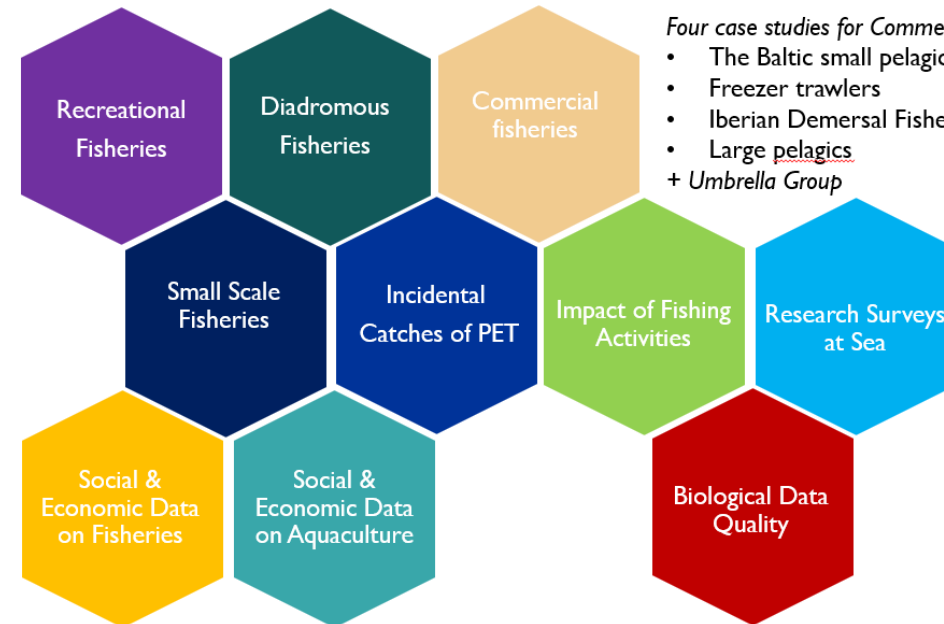 Four case studies for Comme
• The Baltic small pelagic
• Freezer trawlers
• Iberian Demersal Fishe
• Large pelagics
+ Umbrella Group
Recreational
Fisheries
Diadromous
Fisheries
Commercial
fisheries
Small Scale
Fisheries
Incidental
Catches of PET
Impact of Fishing
Activities
Research Surveys
at Sea
Social &
Economic Data
on Fisheries
Social &
Economic Data
on Aquaculture
Biological Data
Quality